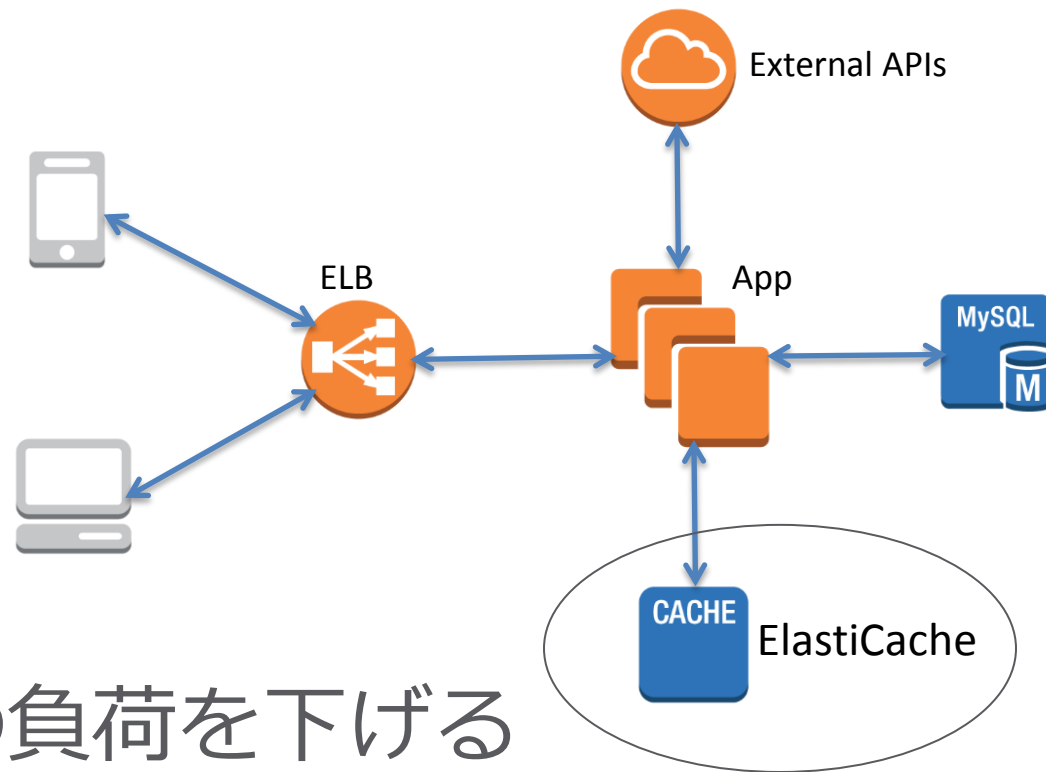 External APIs
ELB
App
MySQL
M
CACHE
ElastiCache
負荷を下げる